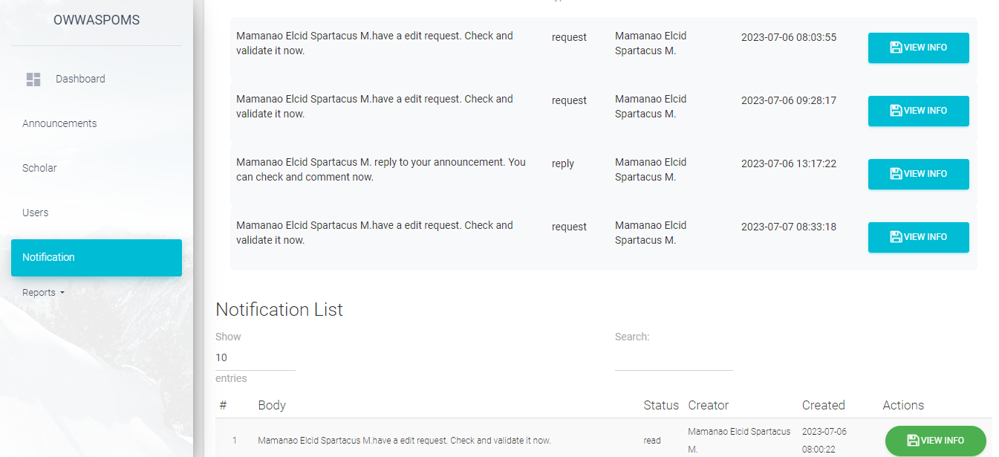 OWWASPOMS
Dashboard
Announcements
Scholar
Users
Notification
Reports
Mamanao Elcid Spartacus M.have a edit request. Check and
validate it now.
request
Mamanao Elcid
Spartacus M.
2023-07-06 08:03:55
VIEW INFO
Mamanao Elcid Spartacus M.have a edit request. Check and
validate it now.
request
Mamanao Elcid
Spartacus M.
2023-07-06 09:28:17
VIEW INFO
Mamanao Elcid Spartacus M. reply to your announcement. You
can check and comment now.
reply
Mamanao Elcid
Spartacus M.
2023-07-06 13:17:22
VIEW INFO
Mamanao Elcid Spartacus M.have a edit request. Check and
validate it now.
request
Mamanao Elcid
Spartacus M.
2023-07-07 08:33:18
VIEW INFO
Notification List
Show
10
entries
Search:
# Body Status Creator Created Actions
1 Mamanao Elcid Spartacus M.have a edit request. Check and validate it now. read
Mamanao Elcid Spartacus
M.
2023-07-06
08:00:22
VIEW INFO